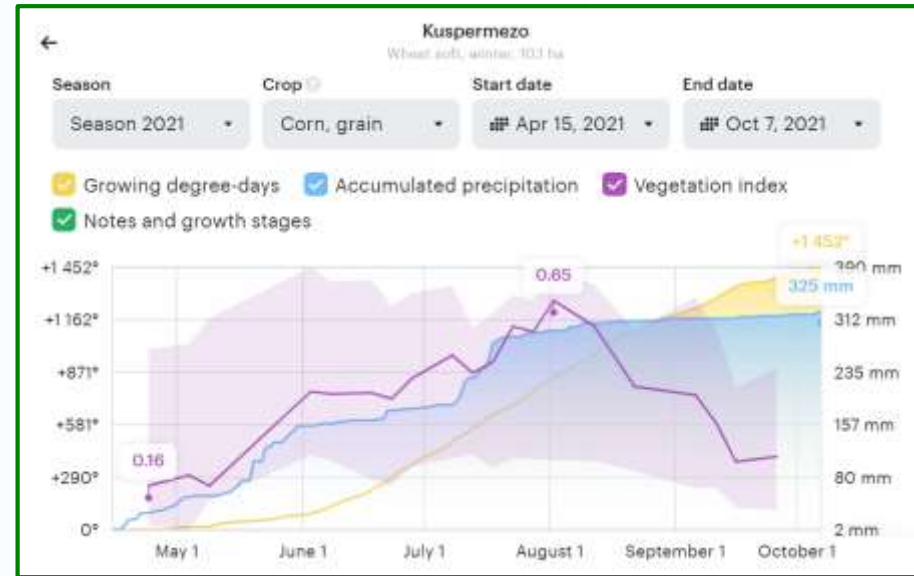 Kuspermezo
Wheat soft, winter, 10.1 ha
Season Crop Start date End date
Season 2021 Corn, grain Apr 15, 2021 Oct 7, 2021
Growing degree-days Accumulated precipitation Vegetation index
Notes and growth stages
+1 452°
+1 452° 0.65 390 mm
325 mm
+1 162° 312 mm
+871° 235 mm
+581° 157 mm
0.16
+290° 80 mm
0° 2 mm
May 1 June 1 July 1 August 1 September 1 October 1